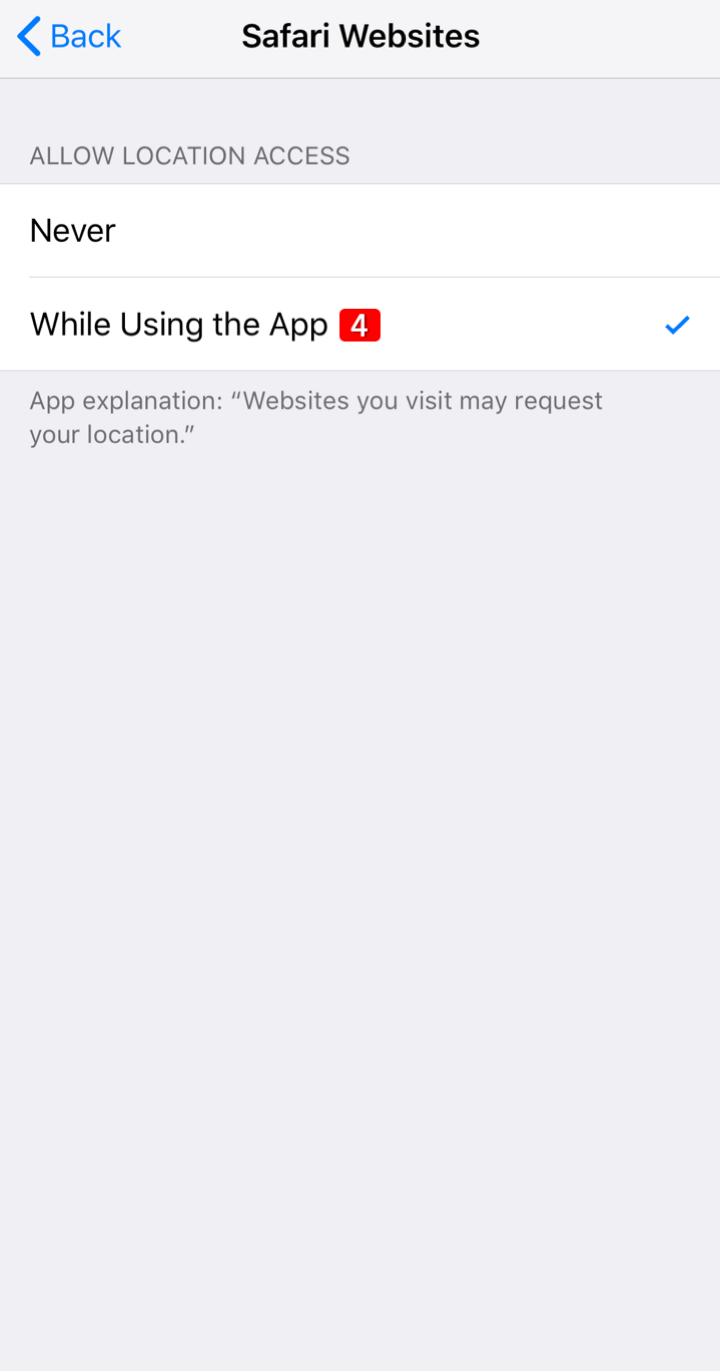 Back
Safari Websites
ALLOW LOCATION ACCESS
Never
While Using the App 4
App explanation: “Websites you visit may request
your location.”